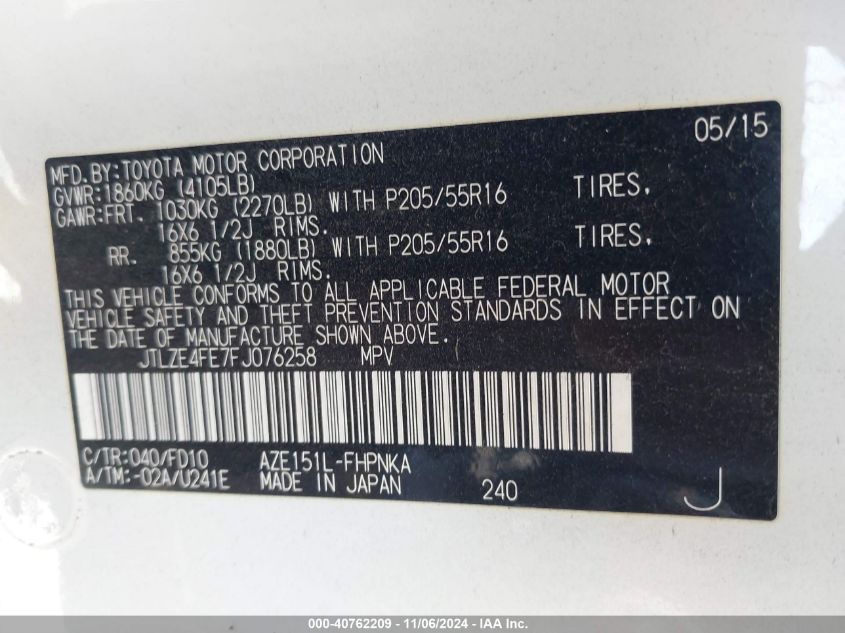 05/15
MFD.BY:TOYOTA MOTOR CORPORATION
GVWR:1860KG (4105LB)
GAWR:FRT. 1030KG (2270LB) WITH P205/55R16 TIRES,
16X6 1/2J RIMS.
RR. 855KG (1880LB) WITH P205/55R16 TIRES,
16X6 1/2J RIMS.
THIS VEHICLE CONFORMS TO ALL APPLICABLE FEDERAL MOTOR
VEHICLE SAFETY AND THEFT PREVENTION STANDARDS IN EFFECT ON
THE DATE OF MANUFACTURE SHOWN ABOVE.
JTLZE4FE7FJ076258 MPV
C/TR:040/FD10 AZE151L-FHPNKA
A/TM:-02A/U241E MADE IN JAPAN 240 J
000-40762209 - 11/06/2024 - IAA Inc.